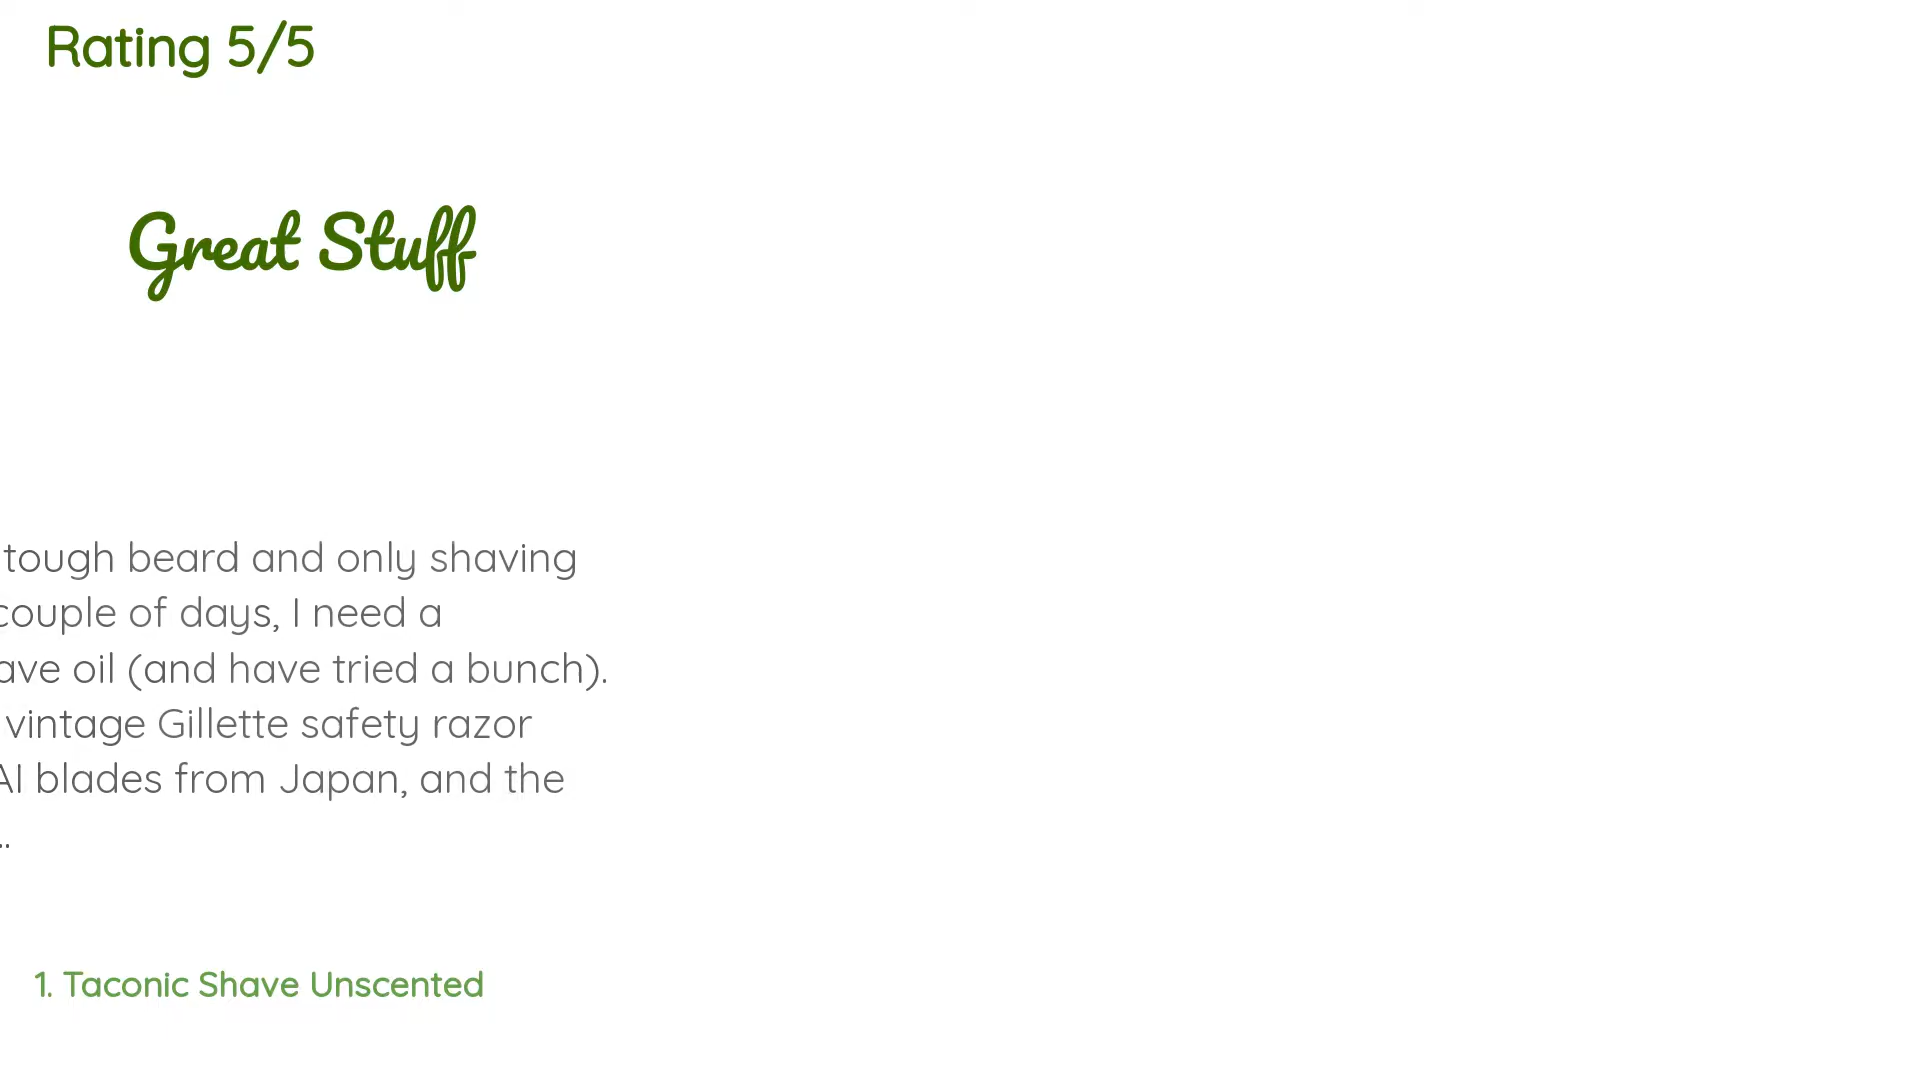 Rating 5/5
Great Stuff
tough beard and only shaving
couple of days, I need a
ave oil (and have tried a bunch).
vintage Gillette safety razor
AI blades from Japan, and the
..
1. Taconic Shave Unscented